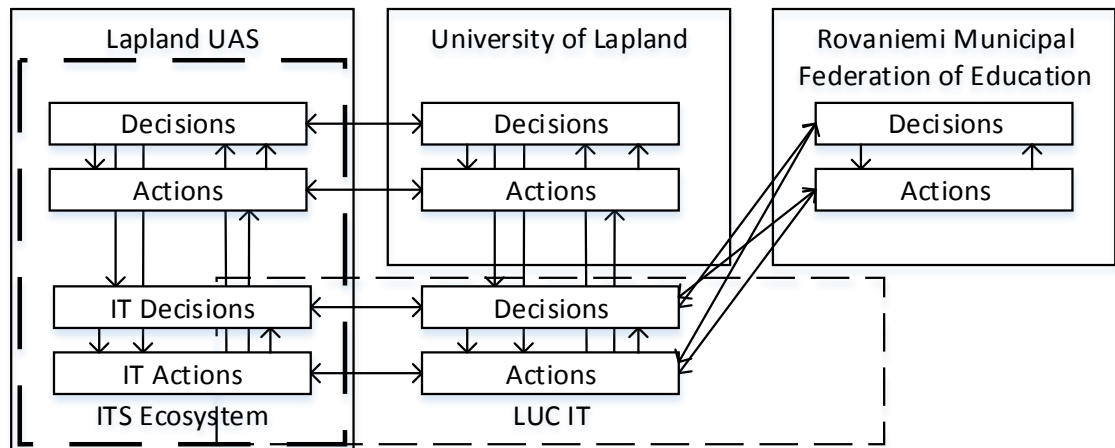 Lapland UAS
University of Lapland
Rovaniemi Municipal
Federation of Education
Decisions
Decisions
Decisions
Actions
Actions
Actions
IT Decisions
Decisions
IT Actions
Actions
ITS Ecosystem
LUC IT